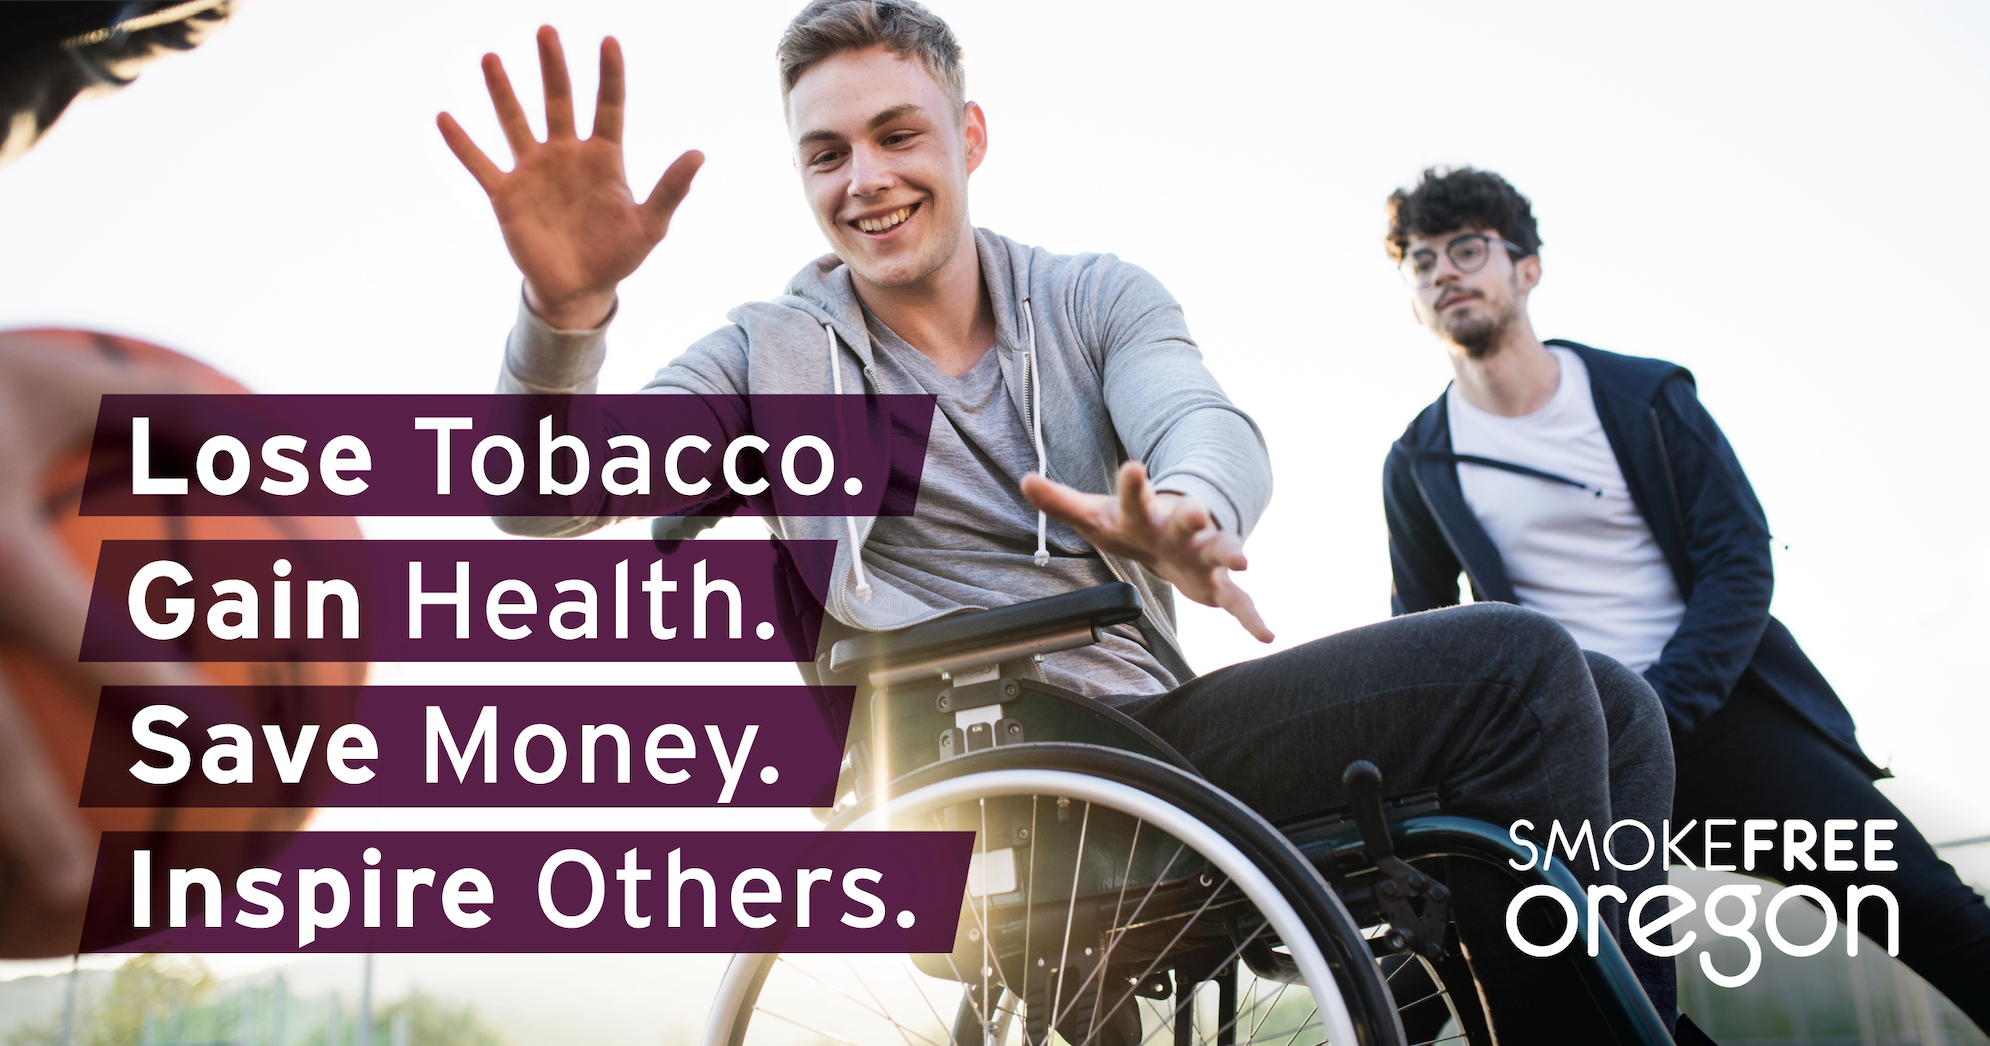 Lose Tobacco.
Gain Health.
Save Money.
Inspire Others.
SMOKEFREE
oregon